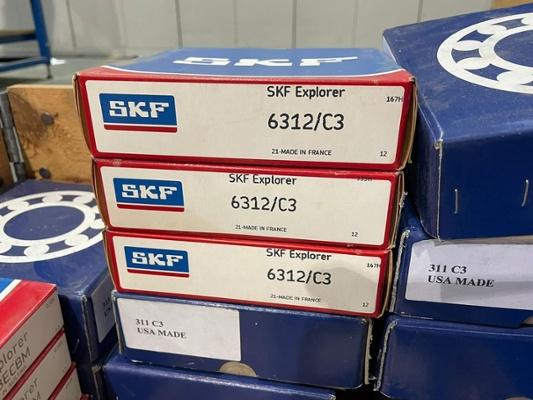 SKF
SKF
SKF Explorer
167H
6312/C3
21-MADE IN FRANCE
12
SKF
SKF Explorer
6312/C3
21-MADE IN FRANCE
12
SKF
SKF Explorer
167H
6312/C3
21-MADE IN FRANCE
12
311 C3
USA MADE
311 C3
USA MADE